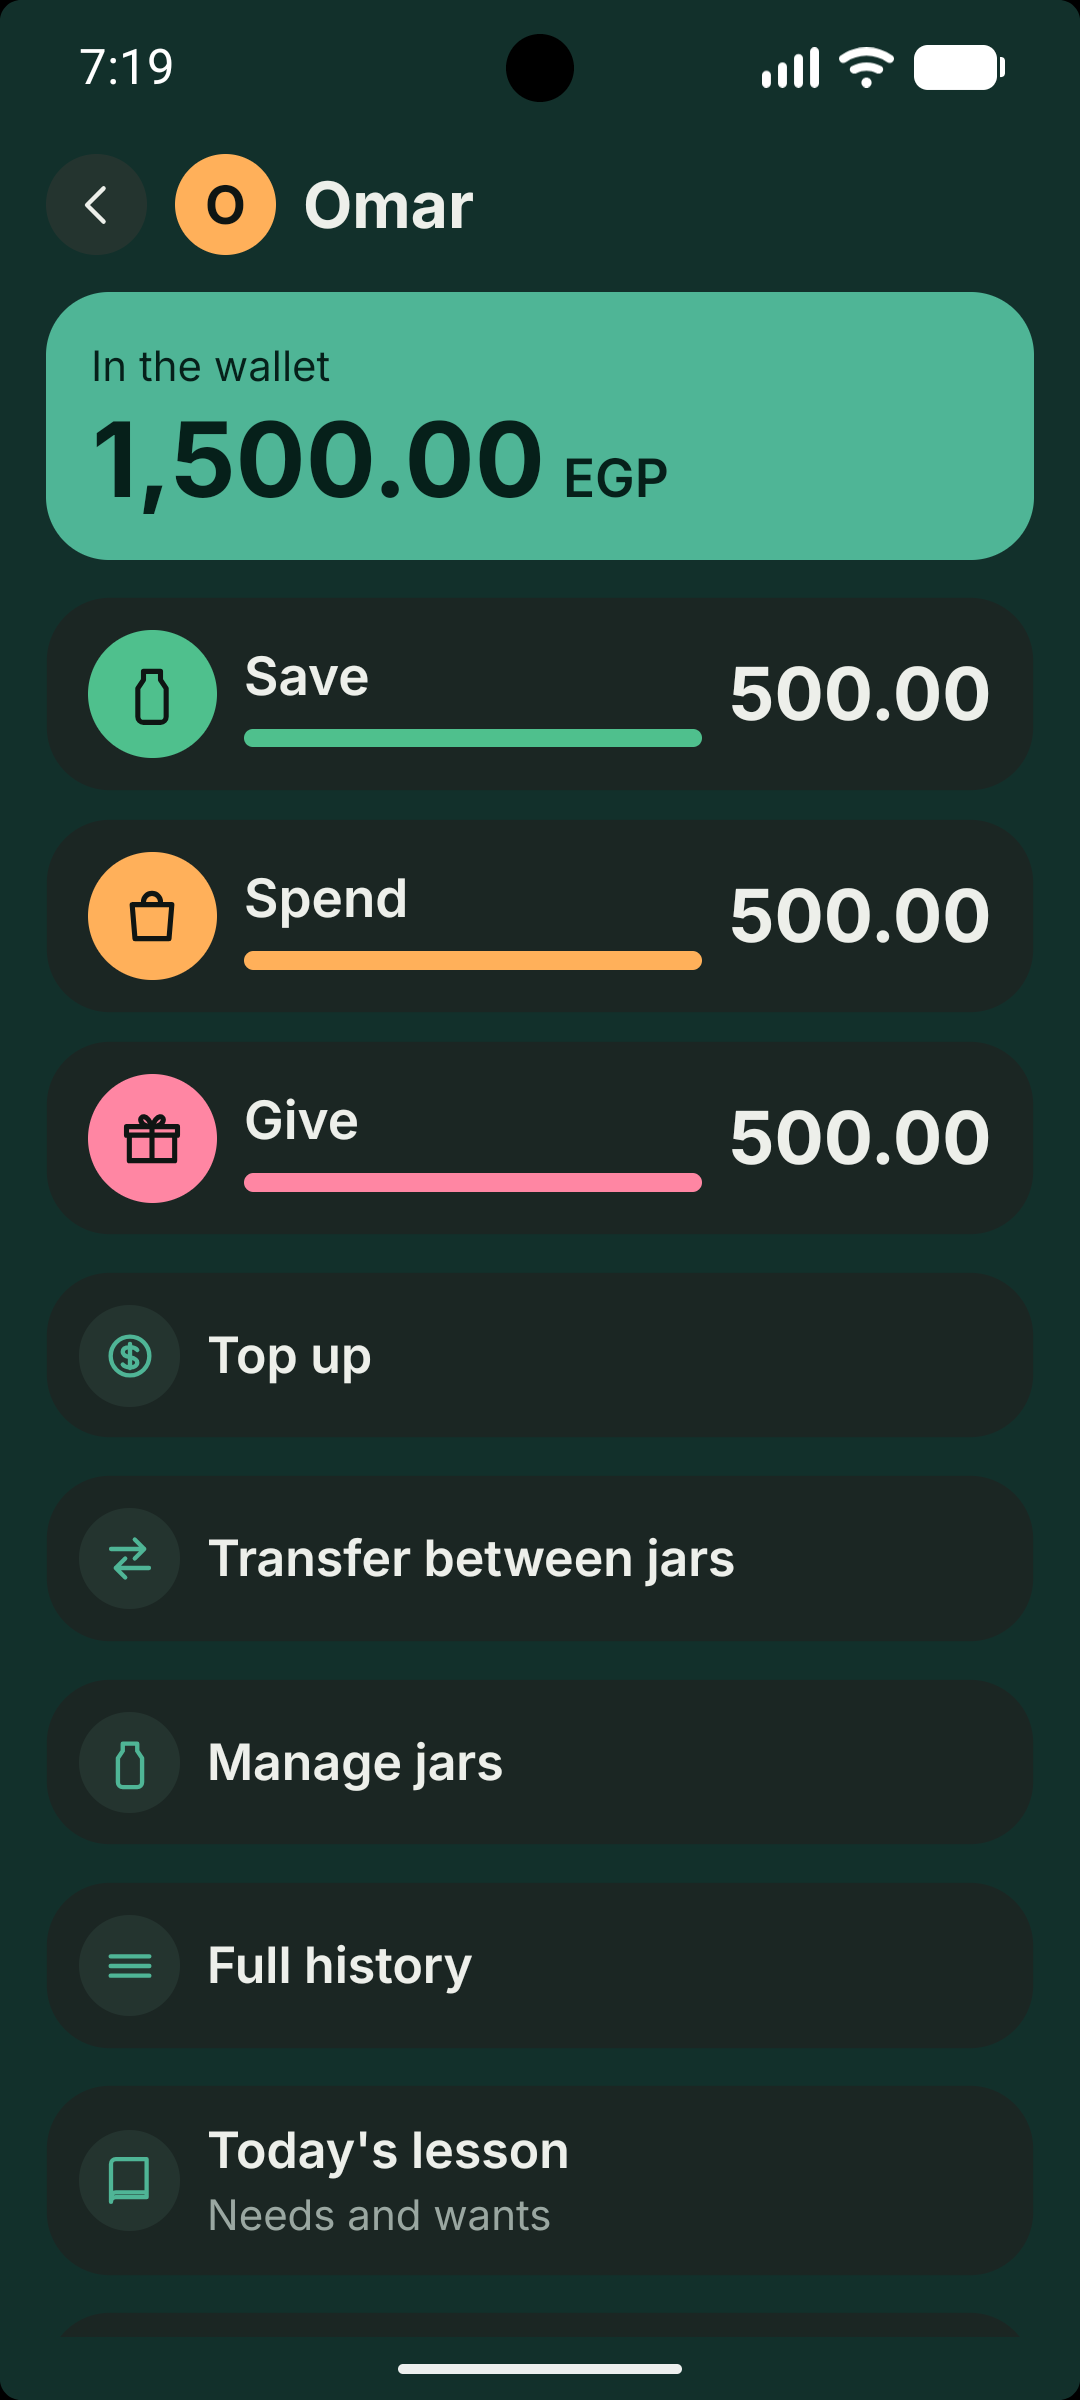 7:19
O
Omar
In the wallet
1,500.00 EGP
Save
500.00
Spend
500.00
Give
500.00
Top up
Transfer between jars
Manage jars
Full history
Today's lesson
Needs and wants